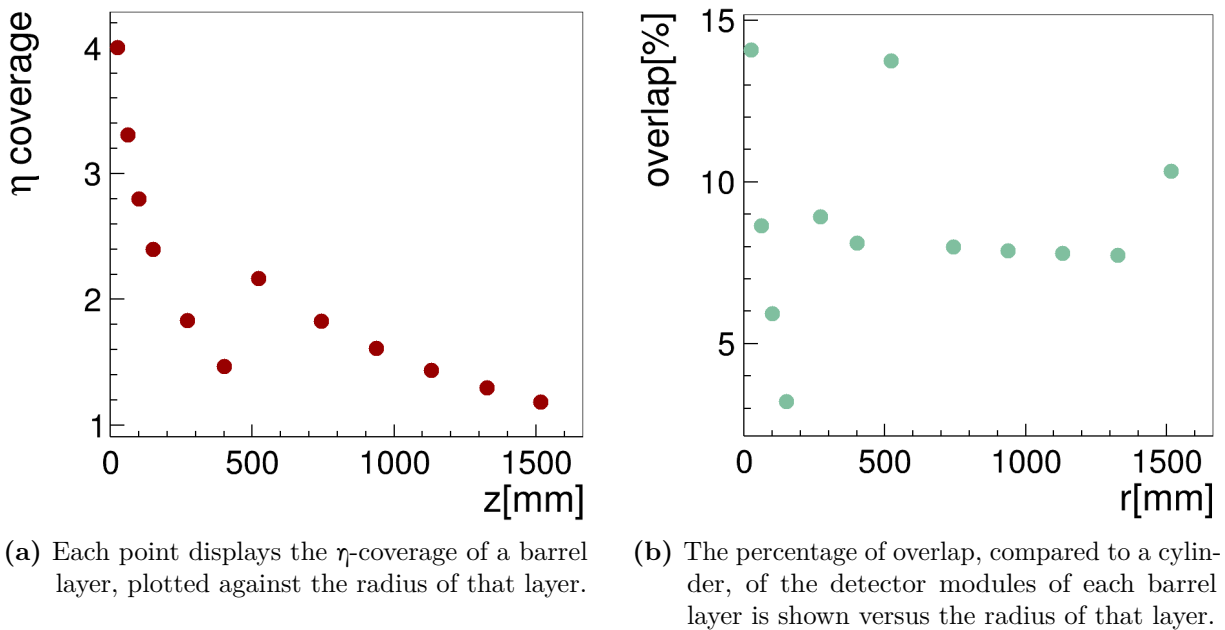 η coverage
4
3
2
1
0 500 1000 1500
z[mm]
(a) Each point displays the η-coverage of a barrel
layer, plotted against the radius of that layer.
overlap[%]
15
10
5
0 500 1000 1500
r[mm]
(b) The percentage of overlap, compared to a cylin-
der, of the detector modules of each barrel
layer is shown versus the radius of that layer.